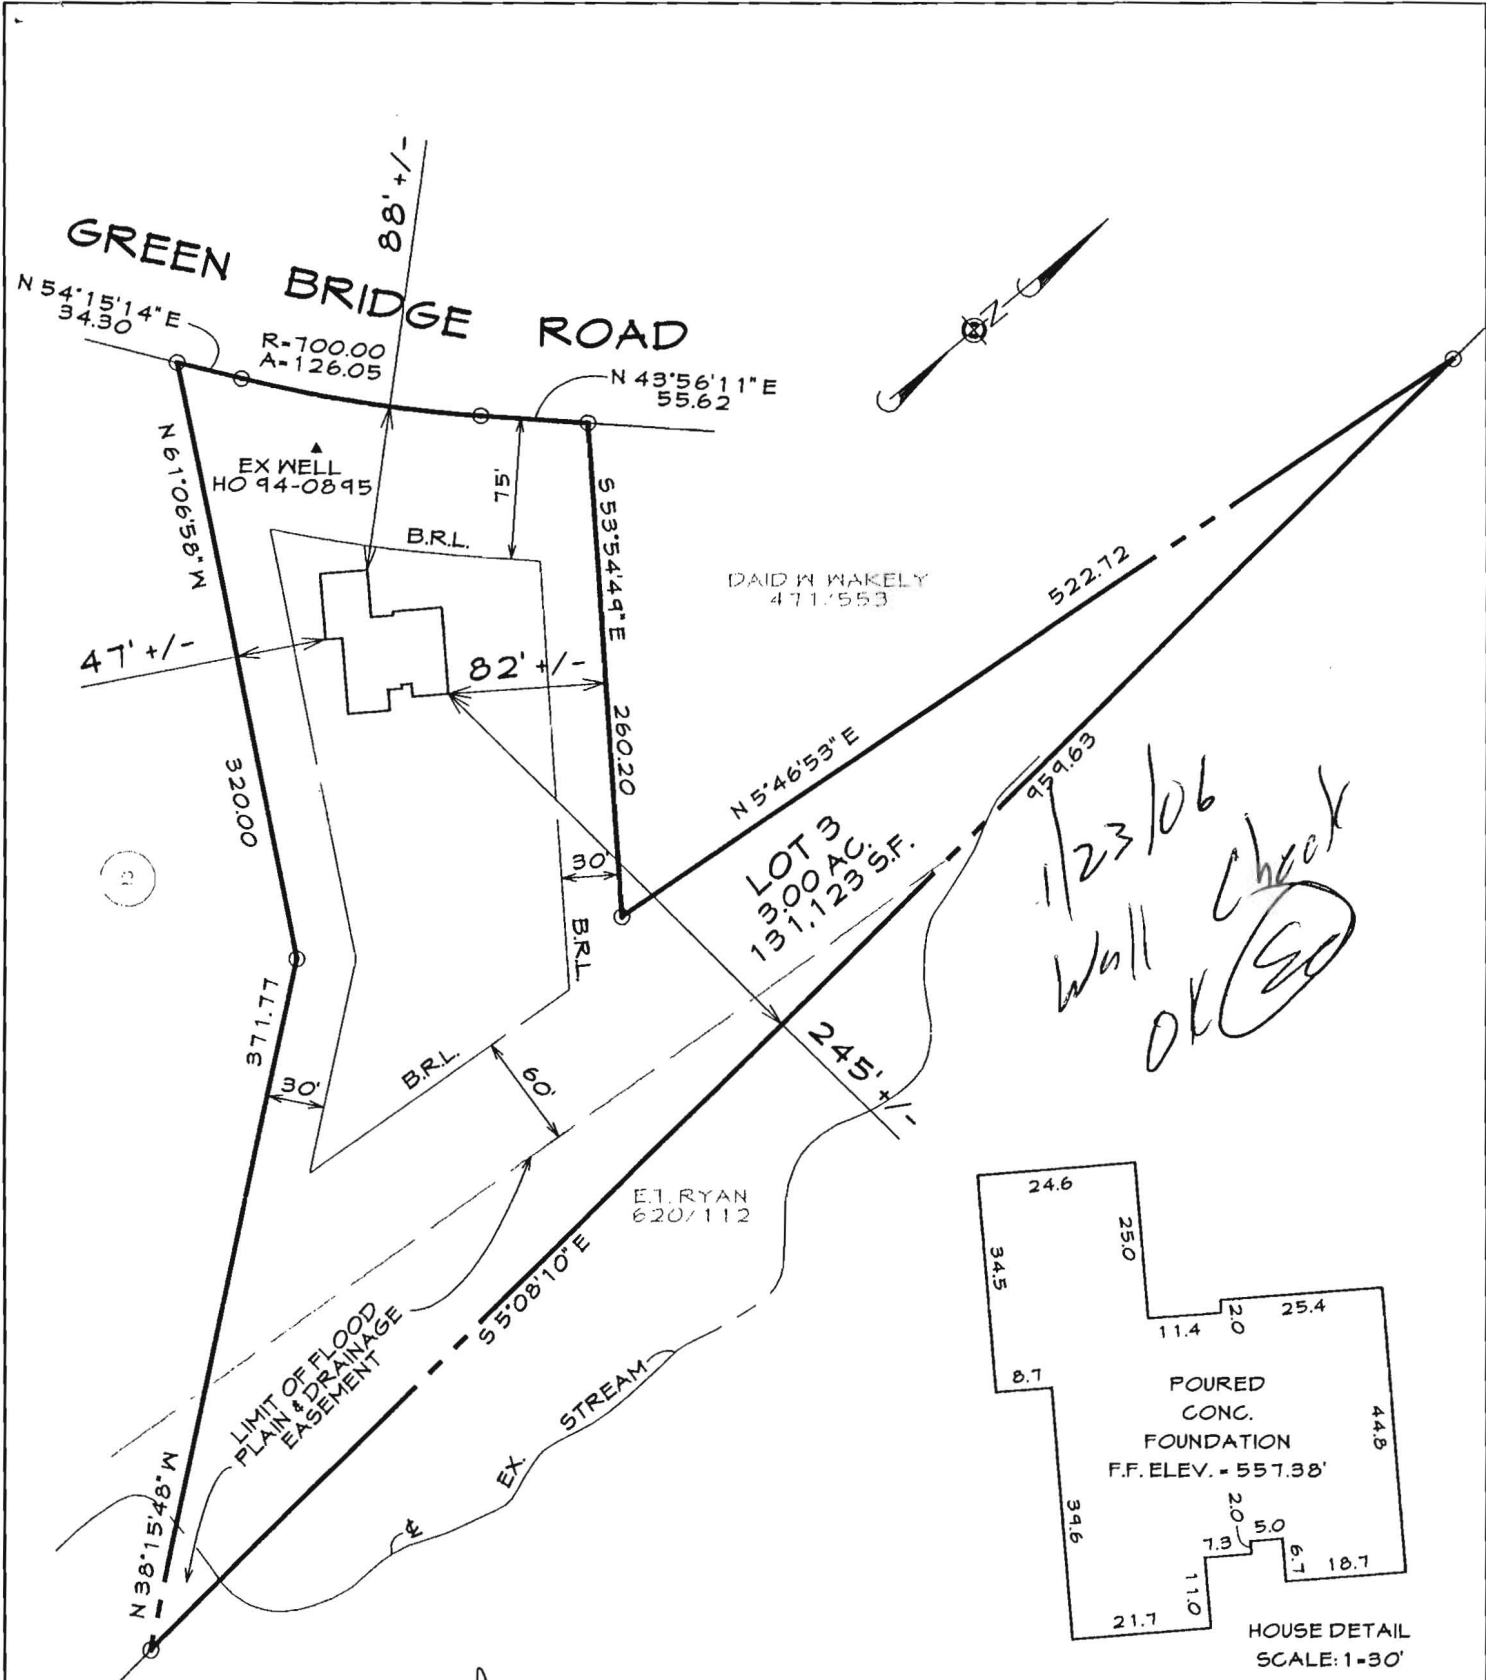 88' +/-
GREEN BRIDGE ROAD
N 54°15'14" E
34.30
R=700.00
A=126.05
N 43°56'11" E
55.62
N
N 61°06'58" W
320.00
EX WELL
HO 94-0895
75'
B.R.L.
S 53°54'49" E
260.20
DAID W WAKELY
471/553
522.72
N 5°46'53" E
47' +/-
82' +/-
959.63
S 5°08'10" E
LOT 3
3.00 AC.
131,123 S.F.
1/23/06
Wall Check
OK
30'
B.R.L.
371.77
30'
B.R.L.
60'
245' +/-
E.T. RYAN
620/112
LIMIT OF FLOOD
PLAIN & DRAINAGE
EASEMENT
N 38°15'48" W
EX. STREAM
24.6
25.0
34.5
11.4
2.0
25.4
8.7
POURED
CONC.
FOUNDATION
F.F. ELEV. = 557.38'
44.8
39.6
2.0
5.0
7.3
6.7
18.7
11.0
21.7
HOUSE DETAIL
SCALE: 1=30'